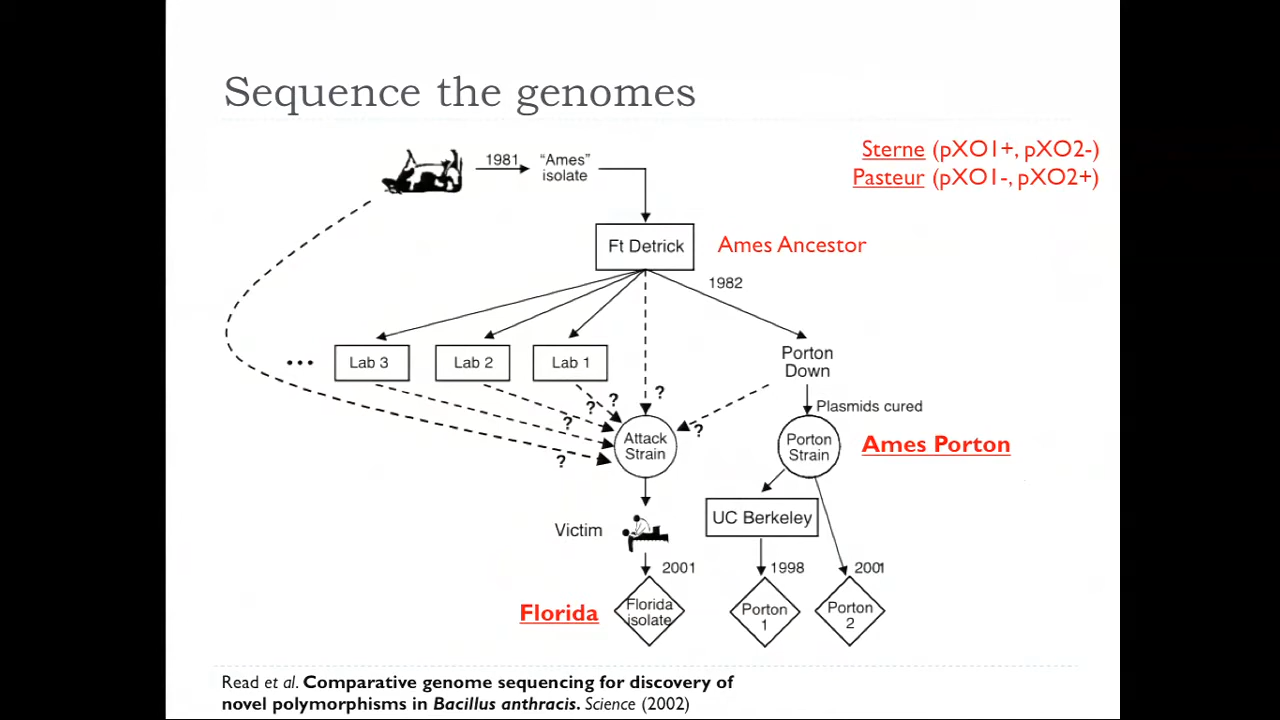 Sequence the genomes
Sterne (pXO1+, pXO2-)
Pasteur (pXO1-, pXO2+)
1981
“Ames”
isolate
Ft Detrick
Ames Ancestor
1982
...
Lab 3
Lab 2
Lab 1
Porton
Down
?
?
?
?
?
?
Plasmids cured
Attack
Strain
Porton
Strain
Ames Porton
Victim
UC Berkeley
2001
1998
2001
Florida
Florida
isolate
Porton
1
Porton
2
Read et al. Comparative genome sequencing for discovery of
novel polymorphisms in Bacillus anthracis. Science (2002)